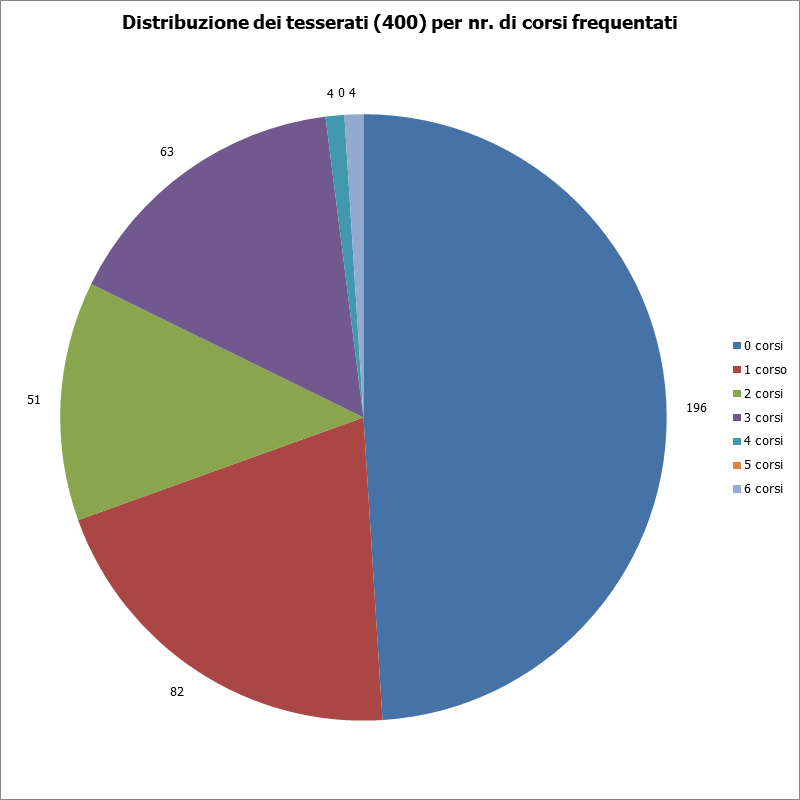 Distribuzione dei tesserati (400) per nr. di corsi frequentati
4 0 4
63
51
196
82
0 corsi
1 corso
2 corsi
3 corsi
4 corsi
5 corsi
6 corsi